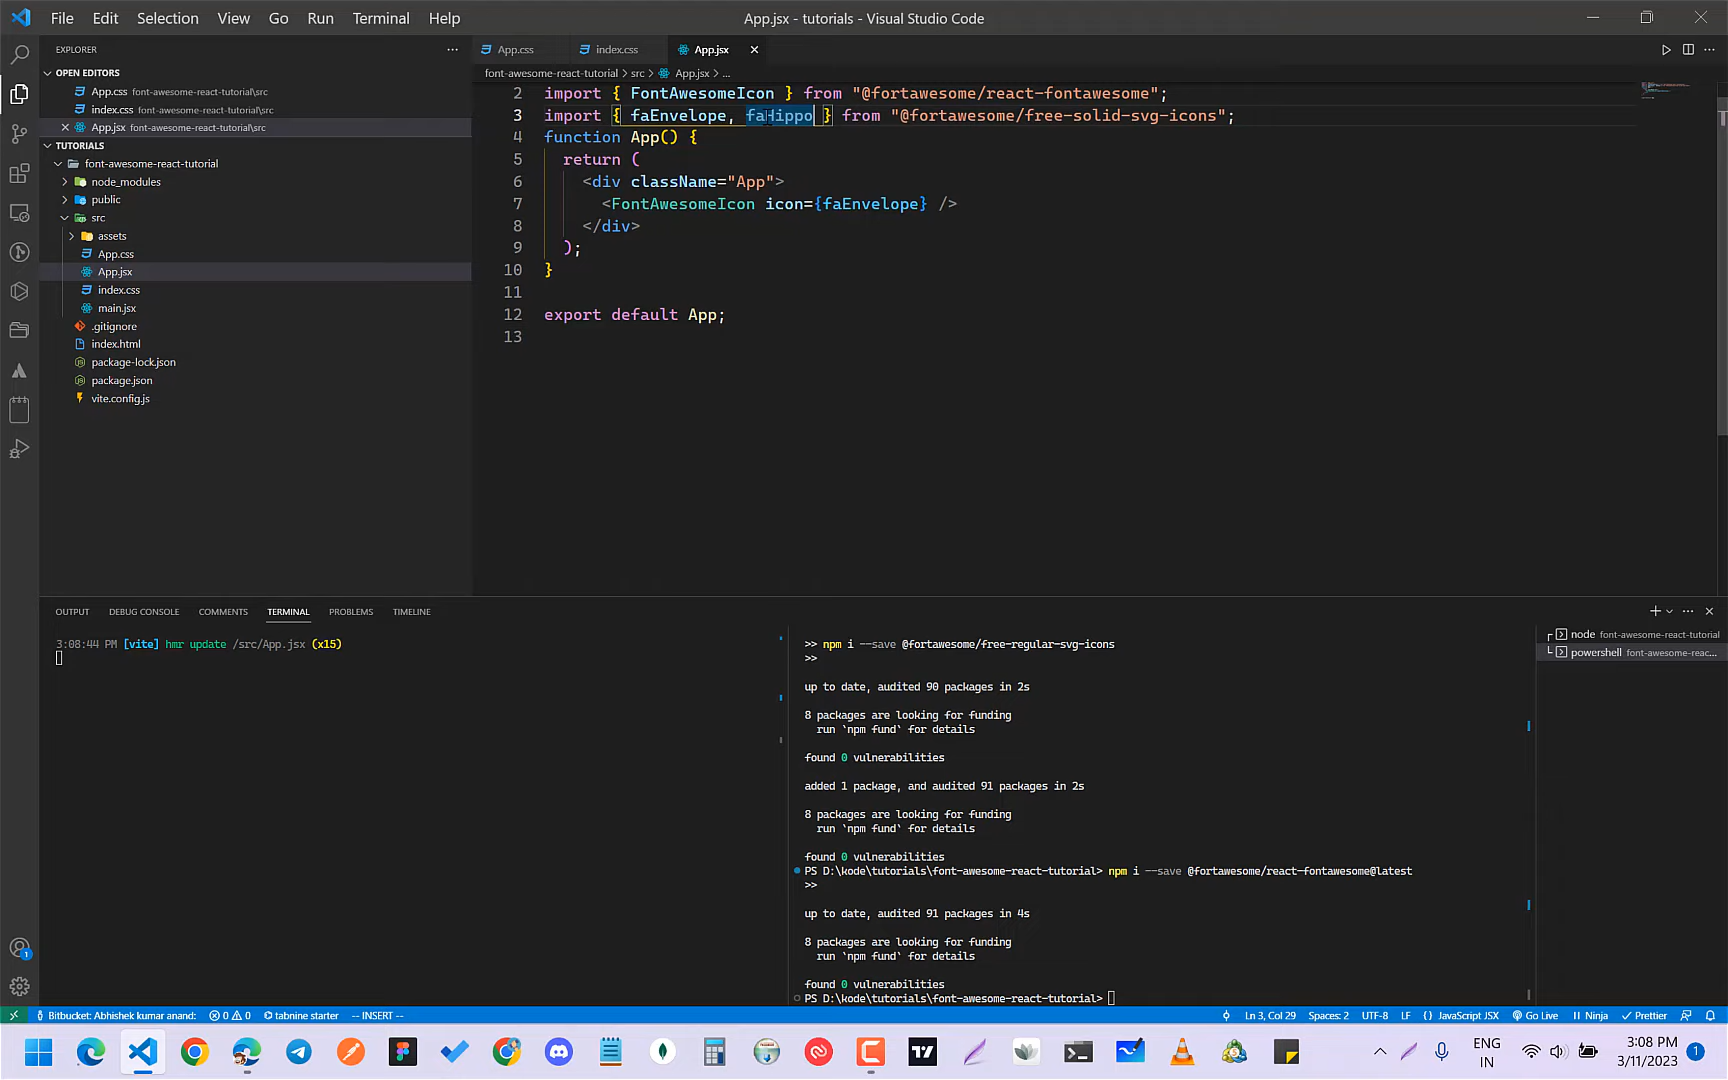 File Edit Selection View Go Run Terminal Help
App.jsx - tutorials - Visual Studio Code
EXPLORER
OPEN EDITORS
App.css font-awesome-react-tutorial\src
index.css font-awesome-react-tutorial\src
App.jsx font-awesome-react-tutorial\src
TUTORIALS
font-awesome-react-tutorial
node_modules
public
src
assets
App.css
App.jsx
index.css
main.jsx
.gitignore
index.html
package-lock.json
package.json
vite.config.js
App.css index.css App.jsx
font-awesome-react-tutorial > src > App.jsx > ...
2 import { FontAwesomeIcon } from "@fortawesome/react-fontawesome";
3 import { faEnvelope, faHippo } from "@fortawesome/free-solid-svg-icons";
4 function App() {
5 return (
6 <div className="App">
7 <FontAwesomeIcon icon={faEnvelope} />
8 </div>
9 );
10 }
11
12 export default App;
13
OUTPUT DEBUG CONSOLE COMMENTS TERMINAL PROBLEMS TIMELINE
3:08:44 PM [vite] hmr update /src/App.jsx (x15)
>> npm i --save @fortawesome/free-regular-svg-icons
>>
up to date, audited 90 packages in 2s
8 packages are looking for funding
run `npm fund` for details
found 0 vulnerabilities
added 1 package, and audited 91 packages in 2s
8 packages are looking for funding
run `npm fund` for details
found 0 vulnerabilities
PS D:\kode\tutorials\font-awesome-react-tutorial> npm i --save @fortawesome/react-fontawesome@latest
>>
up to date, audited 91 packages in 4s
8 packages are looking for funding
run `npm fund` for details
found 0 vulnerabilities
PS D:\kode\tutorials\font-awesome-react-tutorial>
node font-awesome-react-tutorial
powershell font-awesome-reac...
Bitbucket: Abhishek kumar anand: 0 0 tabnine starter -- INSERT --
Ln 3, Col 29 Spaces: 2 UTF-8 LF {} JavaScript JSX Go Live Ninja Prettier
ENG
IN
3:08 PM
3/11/2023
1